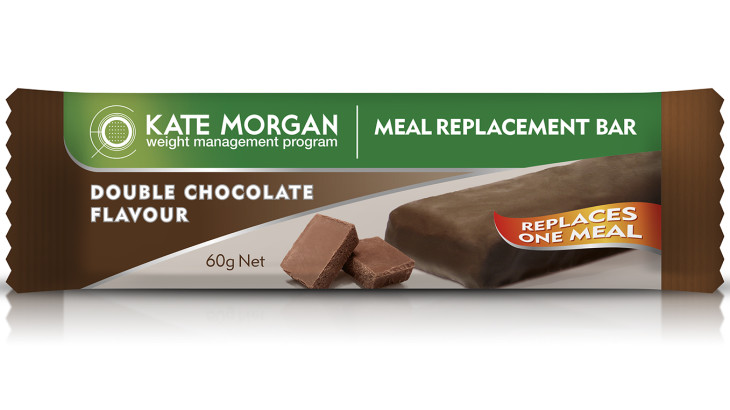 KATE MORGAN
weight management program
MEAL REPLACEMENT BAR
DOUBLE CHOCOLATE
FLAVOUR
60g Net
REPLACES
ONE MEAL